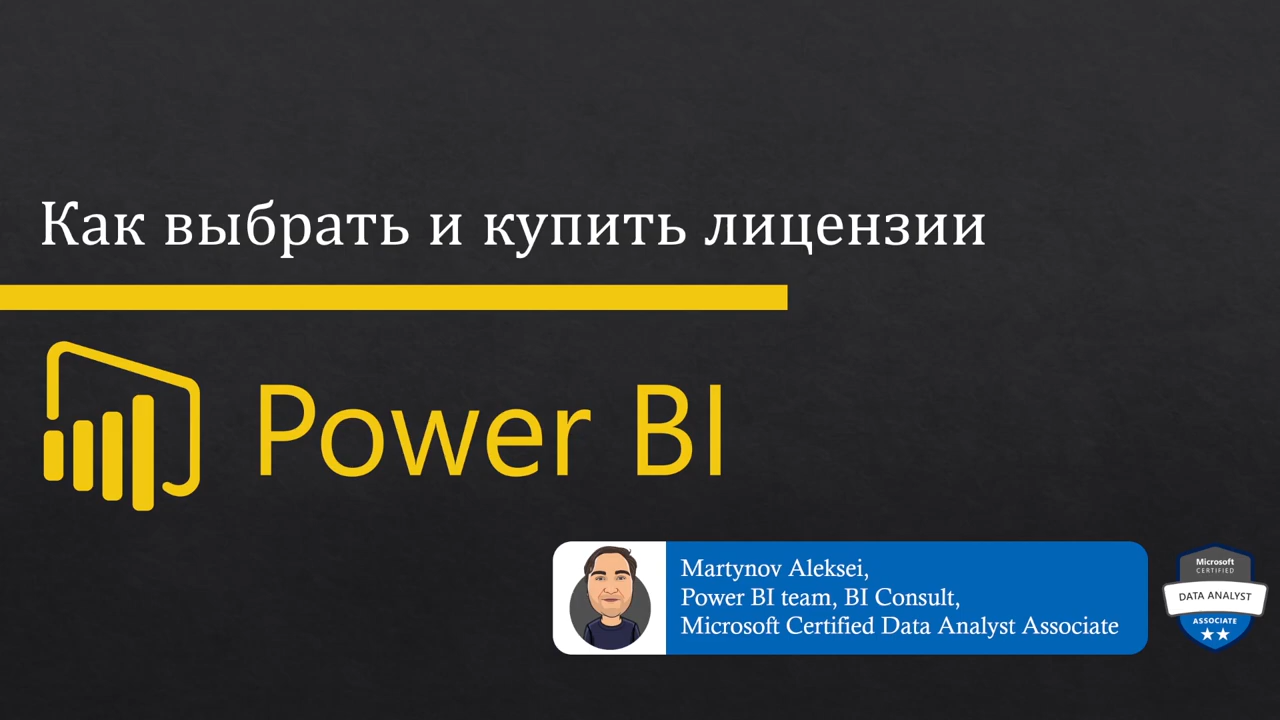 Как выбрать и купить лицензии
Power BI
Martynov Aleksei,
Power BI team, BI Consult,
Microsoft Certified Data Analyst Associate
Microsoft
CERTIFIED
DATA ANALYST
ASSOCIATE